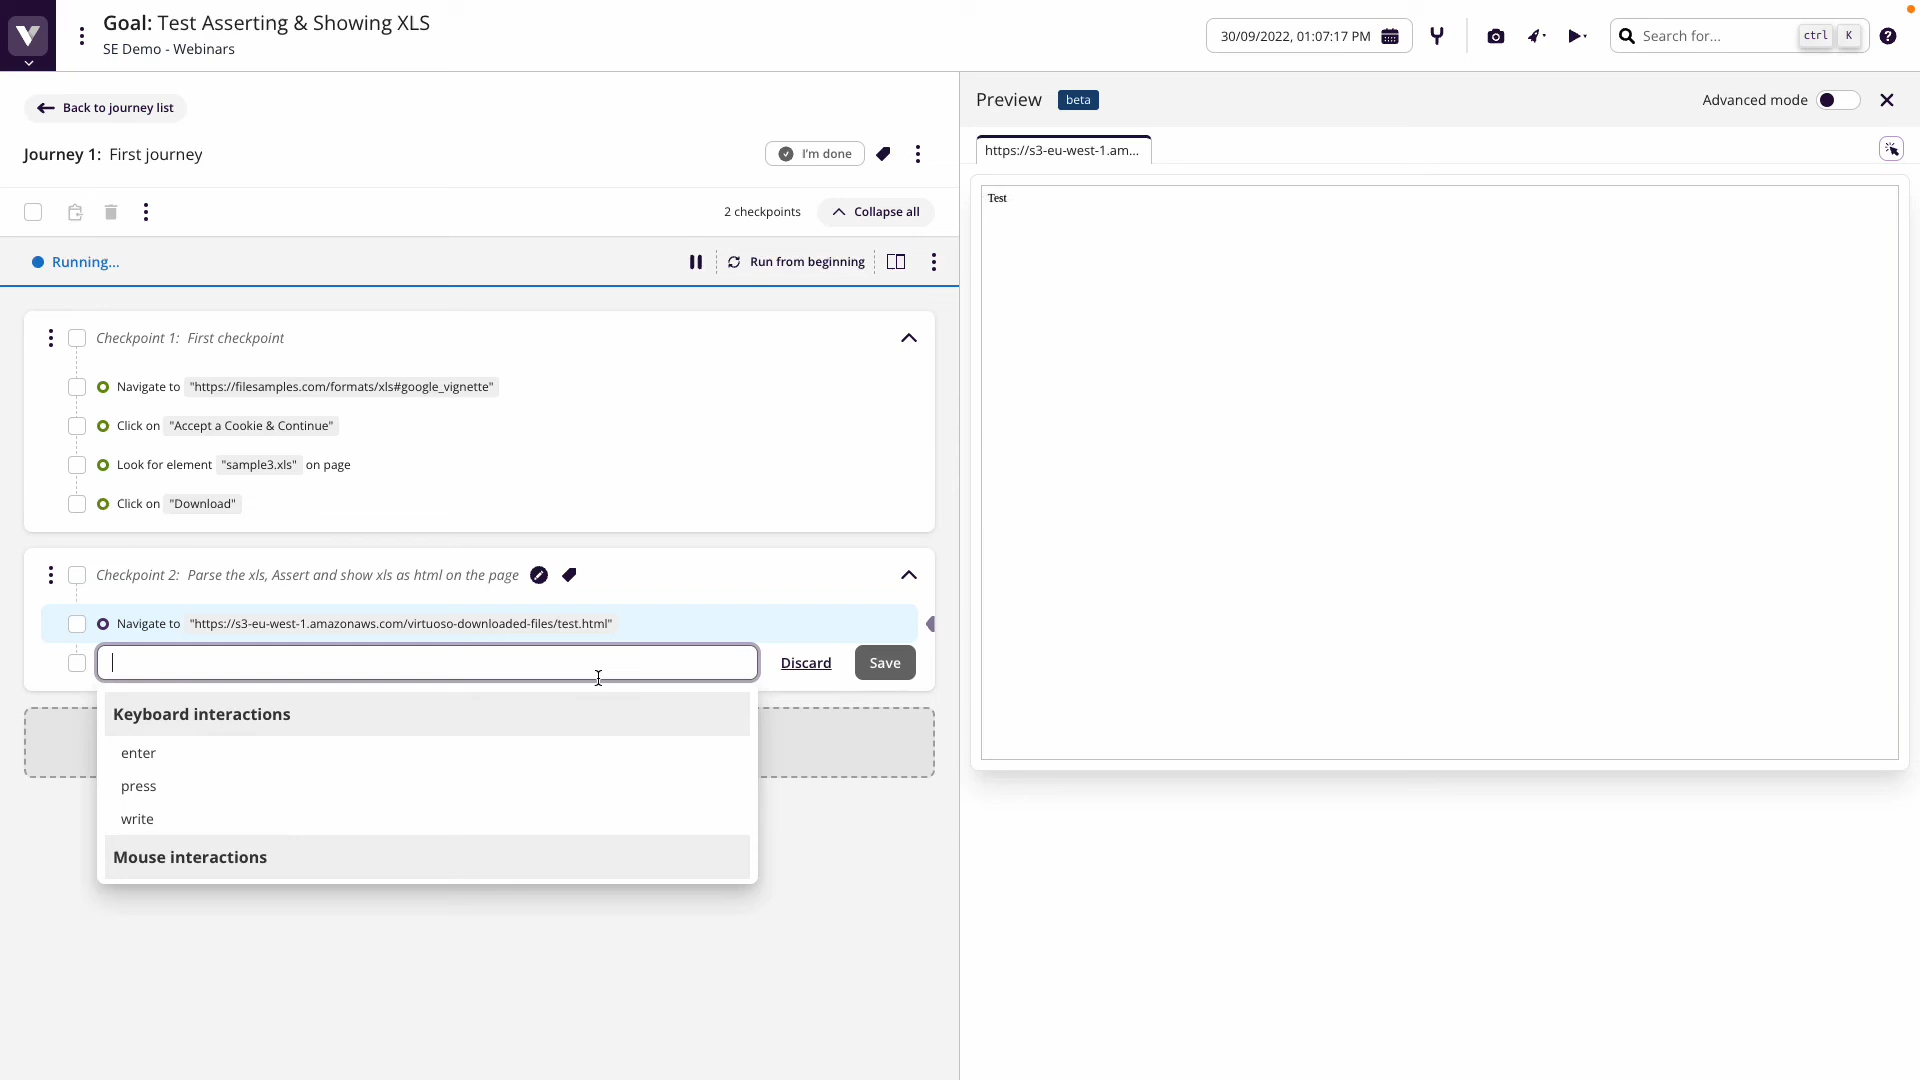 Goal: Test Asserting & Showing XLS
SE Demo - Webinars
30/09/2022, 01:07:17 PM
Search for...
ctrl
K
?
Back to journey list
Journey 1: First journey
I'm done
2 checkpoints
Collapse all
Running...
Run from beginning
Checkpoint 1: First checkpoint
Navigate to "https://filesamples.com/formats/xls#google_vignette"
Click on "Accept a Cookie & Continue"
Look for element "sample3.xls" on page
Click on "Download"
Checkpoint 2: Parse the xls, Assert and show xls as html on the page
Navigate to "https://s3-eu-west-1.amazonaws.com/virtuoso-downloaded-files/test.html"
Discard
Save
Keyboard interactions
enter
press
write
Mouse interactions
Preview
beta
Advanced mode
https://s3-eu-west-1.am...
Test